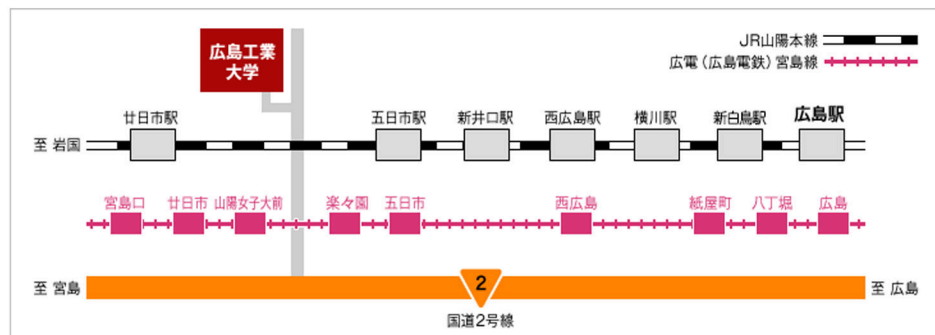 広島工業
大学
JR山陽本線
広電（広島電鉄）宮島線
廿日市駅
五日市駅
新井口駅
西広島駅
横川駅
新白鳥駅
広島駅
至 岩国
宮島口
廿日市
山陽女子大前
楽々園
五日市
西広島
紙屋町
八丁堀
広島
至 宮島
2
至 広島
国道2号線